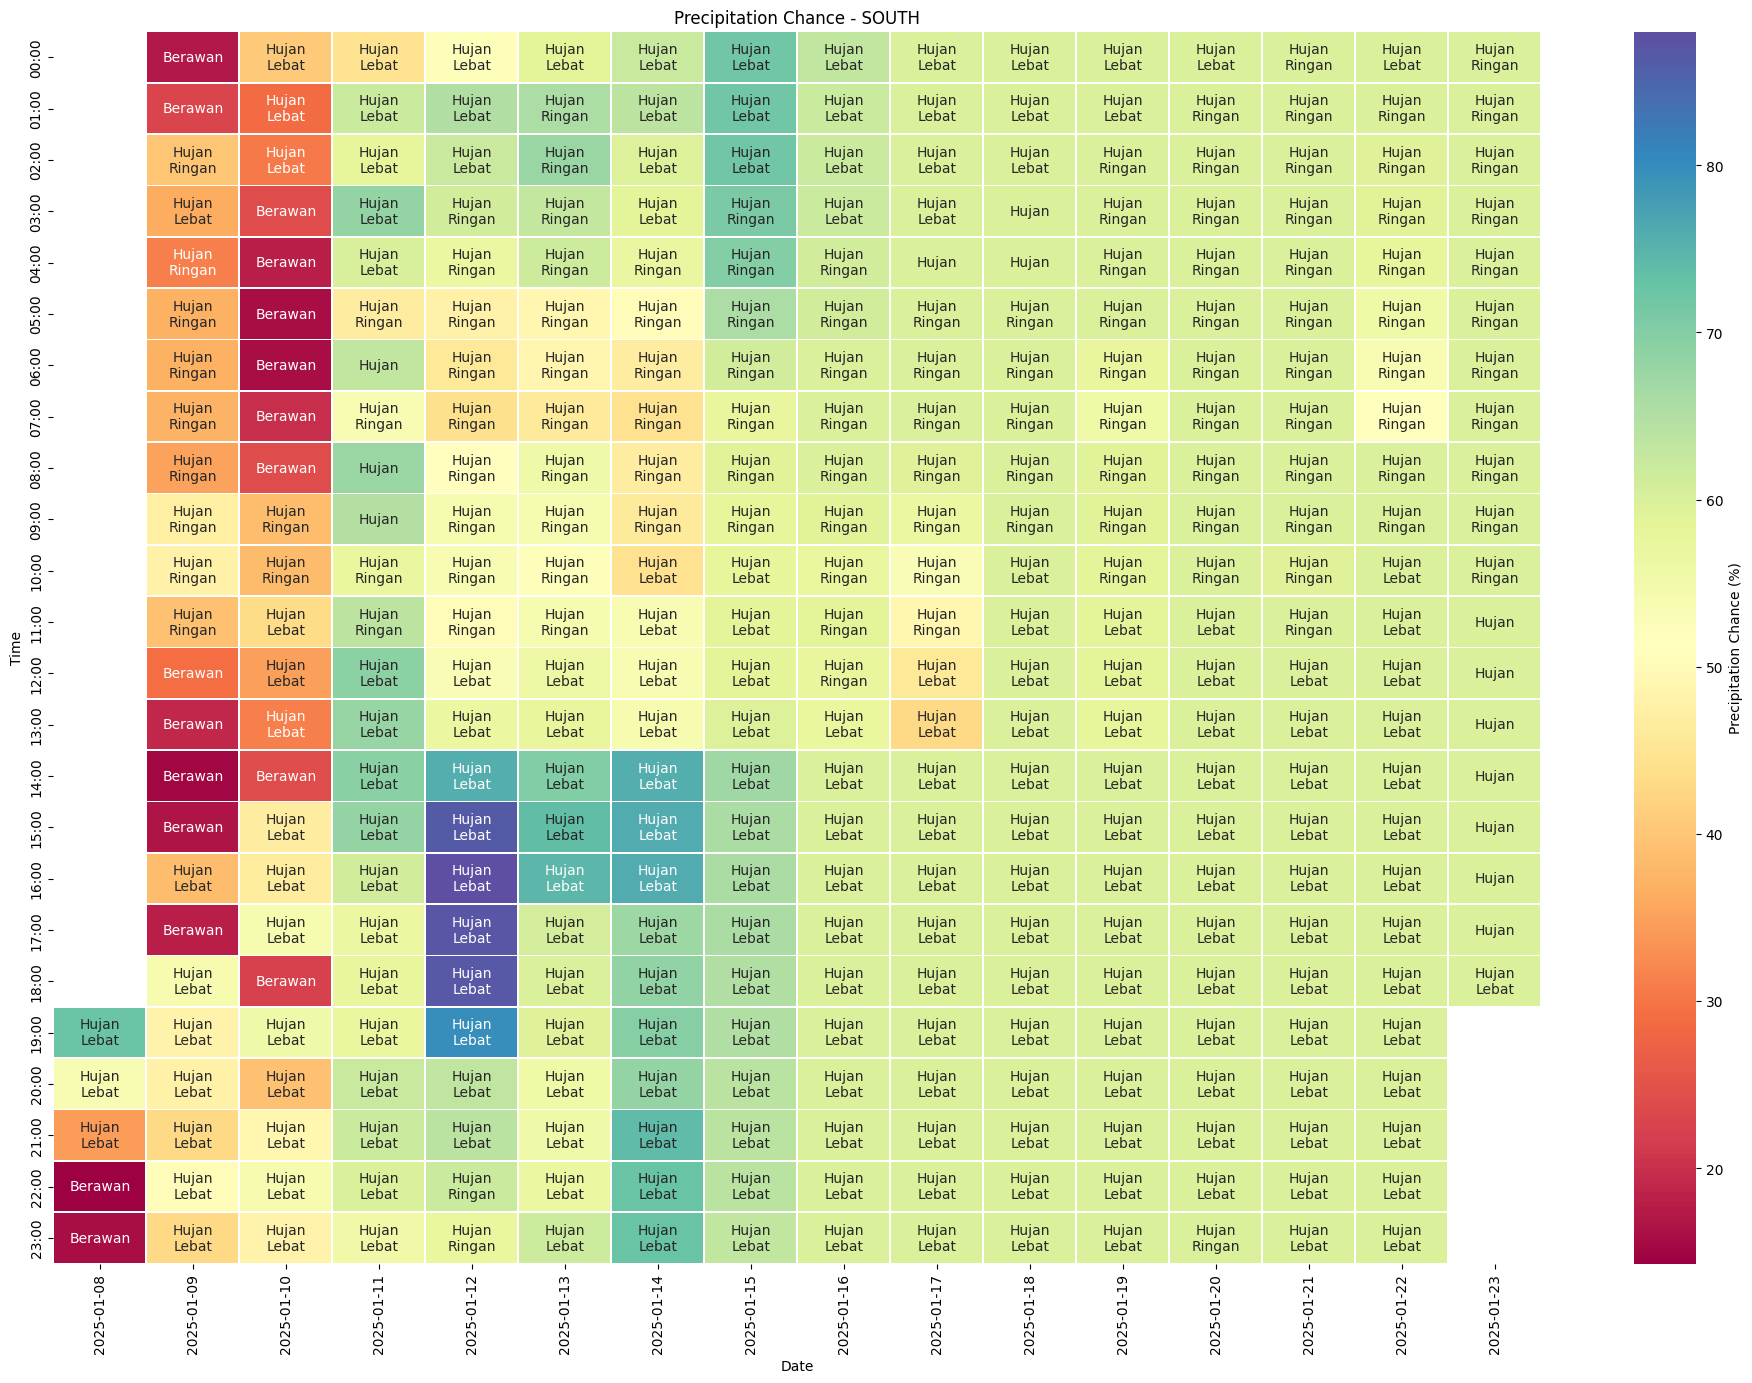 Precipitation Chance - SOUTH
00:00 Berawan Hujan Lebat Hujan Lebat Hujan Lebat Hujan Lebat Hujan Lebat Hujan Lebat Hujan Lebat Hujan Lebat Hujan Lebat Hujan Lebat Hujan Lebat Hujan Ringan Hujan Lebat Hujan Ringan
01:00 Berawan Hujan Lebat Hujan Lebat Hujan Lebat Hujan Ringan Hujan Lebat Hujan Lebat Hujan Lebat Hujan Lebat Hujan Lebat Hujan Lebat Hujan Ringan Hujan Ringan Hujan Ringan Hujan Ringan
02:00 Hujan Ringan Hujan Lebat Hujan Lebat Hujan Lebat Hujan Ringan Hujan Lebat Hujan Lebat Hujan Lebat Hujan Lebat Hujan Lebat Hujan Ringan Hujan Ringan Hujan Ringan Hujan Ringan Hujan Ringan
03:00 Hujan Lebat Berawan Hujan Lebat Hujan Ringan Hujan Ringan Hujan Lebat Hujan Ringan Hujan Lebat Hujan Lebat Hujan Hujan Ringan Hujan Ringan Hujan Ringan Hujan Ringan Hujan Ringan
04:00 Hujan Ringan Berawan Hujan Lebat Hujan Ringan Hujan Ringan Hujan Ringan Hujan Ringan Hujan Ringan Hujan Hujan Hujan Ringan Hujan Ringan Hujan Ringan Hujan Ringan Hujan Ringan
05:00 Hujan Ringan Berawan Hujan Ringan Hujan Ringan Hujan Ringan Hujan Ringan Hujan Ringan Hujan Ringan Hujan Ringan Hujan Ringan Hujan Ringan Hujan Ringan Hujan Ringan Hujan Ringan Hujan Ringan
06:00 Hujan Ringan Berawan Hujan Hujan Ringan Hujan Ringan Hujan Ringan Hujan Ringan Hujan Ringan Hujan Ringan Hujan Ringan Hujan Ringan Hujan Ringan Hujan Ringan Hujan Ringan Hujan Ringan
07:00 Hujan Ringan Berawan Hujan Ringan Hujan Ringan Hujan Ringan Hujan Ringan Hujan Ringan Hujan Ringan Hujan Ringan Hujan Ringan Hujan Ringan Hujan Ringan Hujan Ringan Hujan Ringan Hujan Ringan
08:00 Hujan Ringan Berawan Hujan Hujan Ringan Hujan Ringan Hujan Ringan Hujan Ringan Hujan Ringan Hujan Ringan Hujan Ringan Hujan Ringan Hujan Ringan Hujan Ringan Hujan Ringan Hujan Ringan
09:00 Hujan Ringan Hujan Ringan Hujan Hujan Ringan Hujan Ringan Hujan Ringan Hujan Ringan Hujan Ringan Hujan Ringan Hujan Ringan Hujan Ringan Hujan Ringan Hujan Ringan Hujan Ringan Hujan Ringan
10:00 Hujan Ringan Hujan Ringan Hujan Ringan Hujan Ringan Hujan Ringan Hujan Lebat Hujan Lebat Hujan Ringan Hujan Ringan Hujan Lebat Hujan Ringan Hujan Ringan Hujan Ringan Hujan Lebat Hujan Ringan
11:00 Hujan Ringan Hujan Lebat Hujan Ringan Hujan Ringan Hujan Ringan Hujan Lebat Hujan Lebat Hujan Ringan Hujan Ringan Hujan Lebat Hujan Lebat Hujan Lebat Hujan Ringan Hujan Lebat Hujan
12:00 Berawan Hujan Lebat Hujan Lebat Hujan Lebat Hujan Lebat Hujan Lebat Hujan Lebat Hujan Ringan Hujan Lebat Hujan Lebat Hujan Lebat Hujan Lebat Hujan Lebat Hujan Lebat Hujan
13:00 Berawan Hujan Lebat Hujan Lebat Hujan Lebat Hujan Lebat Hujan Lebat Hujan Lebat Hujan Lebat Hujan Lebat Hujan Lebat Hujan Lebat Hujan Lebat Hujan Lebat Hujan Lebat Hujan
14:00 Berawan Berawan Hujan Lebat Hujan Lebat Hujan Lebat Hujan Lebat Hujan Lebat Hujan Lebat Hujan Lebat Hujan Lebat Hujan Lebat Hujan Lebat Hujan Lebat Hujan Lebat Hujan
15:00 Berawan Hujan Lebat Hujan Lebat Hujan Lebat Hujan Lebat Hujan Lebat Hujan Lebat Hujan Lebat Hujan Lebat Hujan Lebat Hujan Lebat Hujan Lebat Hujan Lebat Hujan Lebat Hujan
16:00 Hujan Lebat Hujan Lebat Hujan Lebat Hujan Lebat Hujan Lebat Hujan Lebat Hujan Lebat Hujan Lebat Hujan Lebat Hujan Lebat Hujan Lebat Hujan Lebat Hujan Lebat Hujan Lebat Hujan
17:00 Berawan Hujan Lebat Hujan Lebat Hujan Lebat Hujan Lebat Hujan Lebat Hujan Lebat Hujan Lebat Hujan Lebat Hujan Lebat Hujan Lebat Hujan Lebat Hujan Lebat Hujan Lebat Hujan
18:00 Hujan Lebat Berawan Hujan Lebat Hujan Lebat Hujan Lebat Hujan Lebat Hujan Lebat Hujan Lebat Hujan Lebat Hujan Lebat Hujan Lebat Hujan Lebat Hujan Lebat Hujan Lebat Hujan Lebat
19:00 Hujan Lebat Hujan Lebat Hujan Lebat Hujan Lebat Hujan Lebat Hujan Lebat Hujan Lebat Hujan Lebat Hujan Lebat Hujan Lebat Hujan Lebat Hujan Lebat Hujan Lebat Hujan Lebat Hujan Lebat
20:00 Hujan Lebat Hujan Lebat Hujan Lebat Hujan Lebat Hujan Lebat Hujan Lebat Hujan Lebat Hujan Lebat Hujan Lebat Hujan Lebat Hujan Lebat Hujan Lebat Hujan Lebat Hujan Lebat Hujan Lebat
21:00 Hujan Lebat Hujan Lebat Hujan Lebat Hujan Lebat Hujan Lebat Hujan Lebat Hujan Lebat Hujan Lebat Hujan Lebat Hujan Lebat Hujan Lebat Hujan Lebat Hujan Lebat Hujan Lebat Hujan Lebat
22:00 Berawan Hujan Lebat Hujan Lebat Hujan Lebat Hujan Ringan Hujan Lebat Hujan Lebat Hujan Lebat Hujan Lebat Hujan Lebat Hujan Lebat Hujan Lebat Hujan Lebat Hujan Lebat Hujan Lebat
23:00 Berawan Hujan Lebat Hujan Lebat Hujan Lebat Hujan Ringan Hujan Lebat Hujan Lebat Hujan Lebat Hujan Lebat Hujan Lebat Hujan Lebat Hujan Lebat Hujan Ringan Hujan Lebat Hujan Lebat
Time
2025-01-08 2025-01-09 2025-01-10 2025-01-11 2025-01-12 2025-01-13 2025-01-14 2025-01-15 2025-01-16 2025-01-17 2025-01-18 2025-01-19 2025-01-20 2025-01-21 2025-01-22 2025-01-23
Date
80
70
60
50
40
30
20
Precipitation Chance (%)